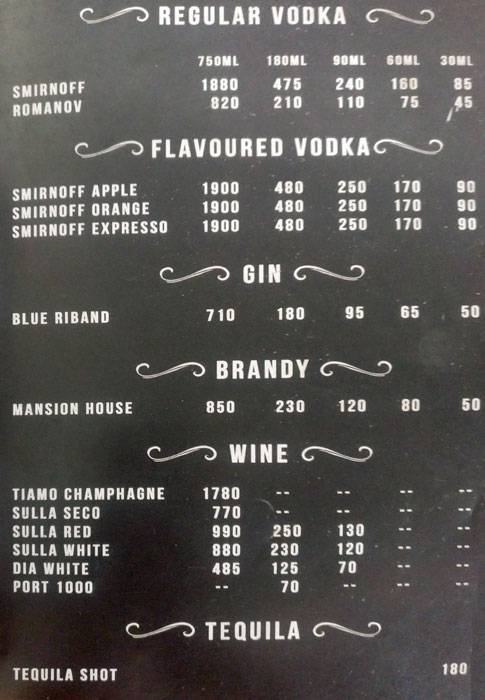 REGULAR VODKA
750ML 180ML 90ML 60ML 30ML
SMIRNOFF 1880 475 240 160 85
ROMANOV 820 210 110 75 45
FLAVOURED VODKA
SMIRNOFF APPLE 1900 480 250 170 90
SMIRNOFF ORANGE 1900 480 250 170 90
SMIRNOFF EXPRESSO 1900 480 250 170 90
GIN
BLUE RIBAND 710 180 95 65 50
BRANDY
MANSION HOUSE 850 230 120 80 50
WINE
TIAMO CHAMPHAGNE 1780 -- -- -- --
SULLA SECO 770 -- -- -- --
SULLA RED 990 250 130 -- --
SULLA WHITE 880 230 120 -- --
DIA WHITE 485 125 70 -- --
PORT 1000 -- 70 -- -- --
TEQUILA
TEQUILA SHOT 180